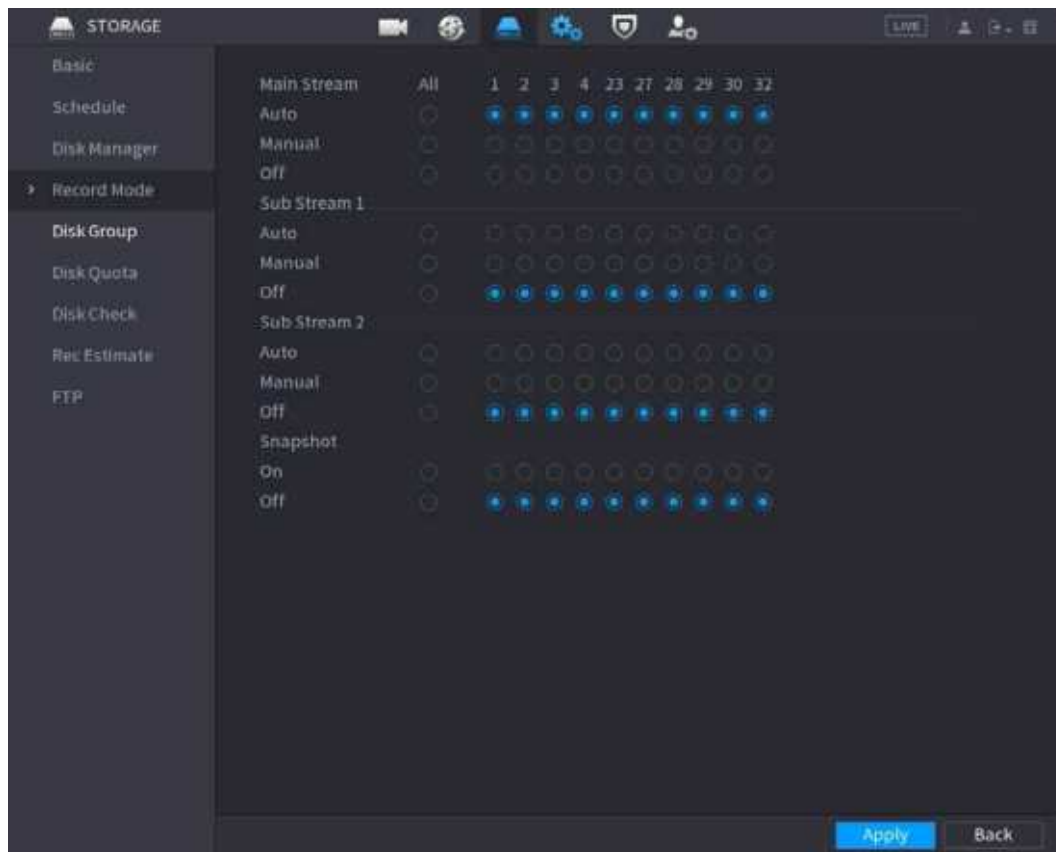 STORAGE
LIVE
Basic
Schedule
Disk Manager
Record Mode
Disk Group
Disk Quota
Disk Check
Rec Estimate
FTP
Main Stream All 1 2 3 4 23 27 28 29 30 32
Auto
Manual
Off
Sub Stream 1
Auto
Manual
Off
Sub Stream 2
Auto
Manual
Off
Snapshot
On
Off
Apply Back